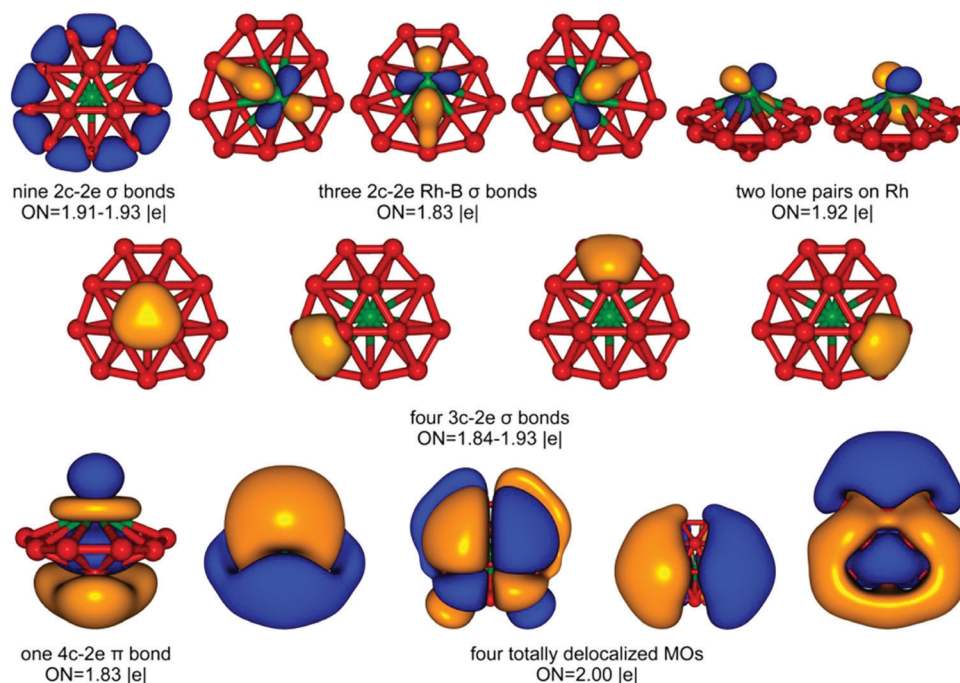 nine 2c-2e σ bonds
ON=1.91-1.93 |e|
three 2c-2e Rh-B σ bonds
ON=1.83 |e|
two lone pairs on Rh
ON=1.92 |e|
four 3c-2e σ bonds
ON=1.84-1.93 |e|
one 4c-2e π bond
ON=1.83 |e|
four totally delocalized MOs
ON=2.00 |e|